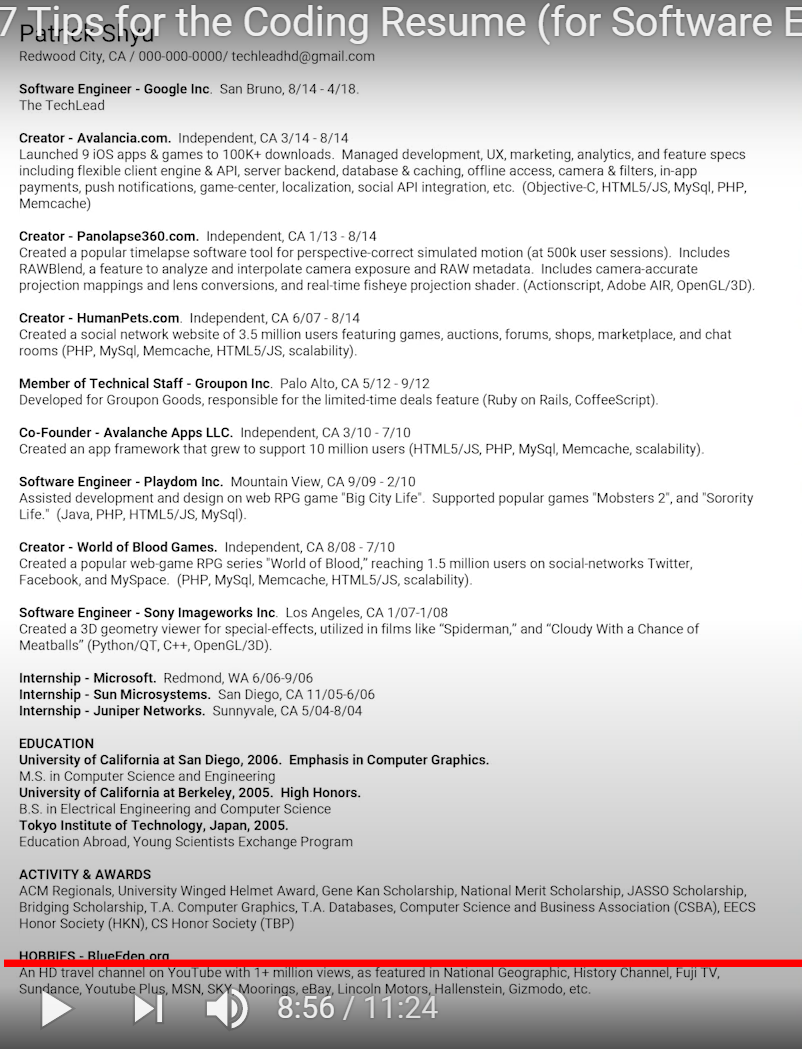 7 Tips for the Coding Resume (for Software E
Patrick Shyu
Redwood City, CA / 000-000-0000/ techleadhd@gmail.com
Software Engineer - Google Inc. San Bruno, 8/14 - 4/18.
The TechLead
Creator - Avalancia.com. Independent, CA 3/14 - 8/14
Launched 9 iOS apps & games to 100K+ downloads. Managed development, UX, marketing, analytics, and feature specs
including flexible client engine & API, server backend, database & caching, offline access, camera & filters, in-app
payments, push notifications, game-center, localization, social API integration, etc. (Objective-C, HTML5/JS, MySql, PHP,
Memcache)
Creator - Panolapse360.com. Independent, CA 1/13 - 8/14
Created a popular timelapse software tool for perspective-correct simulated motion (at 500k user sessions). Includes
RAWBlend, a feature to analyze and interpolate camera exposure and RAW metadata. Includes camera-accurate
projection mappings and lens conversions, and real-time fisheye projection shader. (Actionscript, Adobe AIR, OpenGL/3D).
Creator - HumanPets.com. Independent, CA 6/07 - 8/14
Created a social network website of 3.5 million users featuring games, auctions, forums, shops, marketplace, and chat
rooms (PHP, MySql, Memcache, HTML5/JS, scalability).
Member of Technical Staff - Groupon Inc. Palo Alto, CA 5/12 - 9/12
Developed for Groupon Goods, responsible for the limited-time deals feature (Ruby on Rails, CoffeeScript).
Co-Founder - Avalanche Apps LLC. Independent, CA 3/10 - 7/10
Created an app framework that grew to support 10 million users (HTML5/JS, PHP, MySql, Memcache, scalability).
Software Engineer - Playdom Inc. Mountain View, CA 9/09 - 2/10
Assisted development and design on web RPG game "Big City Life". Supported popular games "Mobsters 2", and "Sorority
Life." (Java, PHP, HTML5/JS, MySql).
Creator - World of Blood Games. Independent, CA 8/08 - 7/10
Created a popular web-game RPG series "World of Blood,” reaching 1.5 million users on social-networks Twitter,
Facebook, and MySpace. (PHP, MySql, Memcache, HTML5/JS, scalability).
Software Engineer - Sony Imageworks Inc. Los Angeles, CA 1/07-1/08
Created a 3D geometry viewer for special-effects, utilized in films like “Spiderman,” and “Cloudy With a Chance of
Meatballs” (Python/QT, C++, OpenGL/3D).
Internship - Microsoft. Redmond, WA 6/06-9/06
Internship - Sun Microsystems. San Diego, CA 11/05-6/06
Internship - Juniper Networks. Sunnyvale, CA 5/04-8/04
EDUCATION
University of California at San Diego, 2006. Emphasis in Computer Graphics.
M.S. in Computer Science and Engineering
University of California at Berkeley, 2005. High Honors.
B.S. in Electrical Engineering and Computer Science
Tokyo Institute of Technology, Japan, 2005.
Education Abroad, Young Scientists Exchange Program
ACTIVITY & AWARDS
ACM Regionals, University Winged Helmet Award, Gene Kan Scholarship, National Merit Scholarship, JASSO Scholarship,
Bridging Scholarship, T.A. Computer Graphics, T.A. Databases, Computer Science and Business Association (CSBA), EECS
Honor Society (HKN), CS Honor Society (TBP)
HOBBIES - BlueEden.org
An HD travel channel on YouTube with 1+ million views, as featured in National Geographic, History Channel, Fuji TV,
Sundance, Youtube Plus, MSN, SKY, Moorings, eBay, Lincoln Motors, Hallenstein, Gizmodo, etc.
8:56 / 11:24